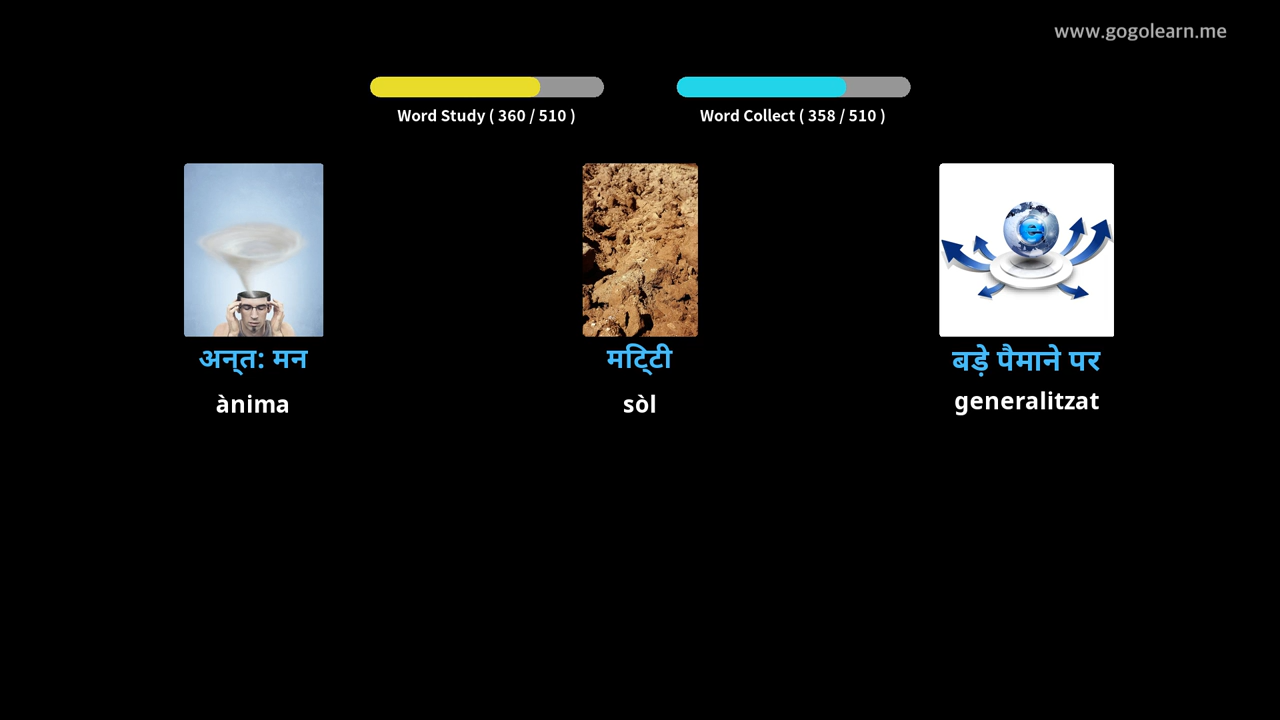 www.gogolearn.me
Word Study ( 360 / 510 )
Word Collect ( 358 / 510 )
अन्त: मन
मिट्टी
बड़े पैमाने पर
ànima
sòl
generalitzat